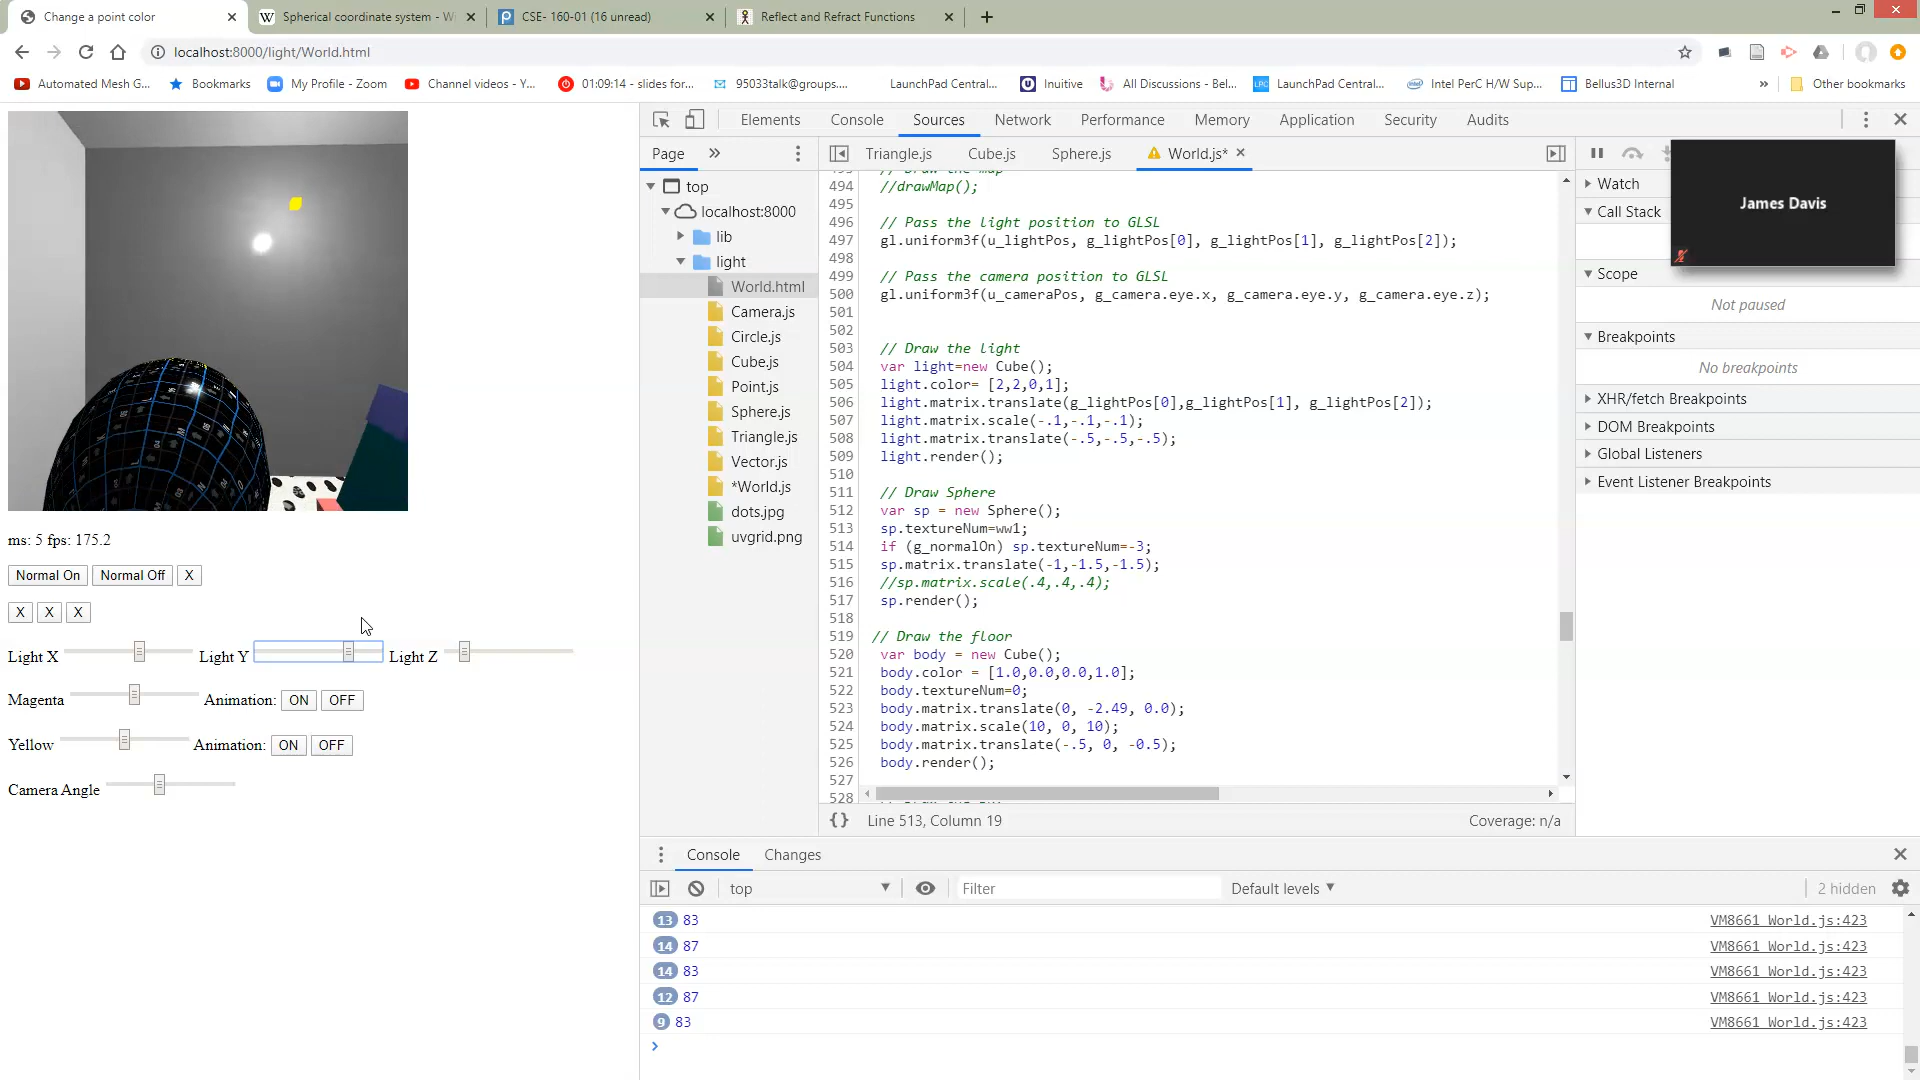 Change a point color
Spherical coordinate system - Wi
CSE- 160-01 (16 unread)
Reflect and Refract Functions
localhost:8000/light/World.html
Automated Mesh G...
Bookmarks
My Profile - Zoom
Channel videos - Y...
01:09:14 - slides for...
95033talk@groups....
LaunchPad Central...
Inuitive
All Discussions - Bel...
LaunchPad Central...
Intel PerC H/W Sup...
Bellus3D Internal
»
Other bookmarks
ms: 5 fps: 175.2
Normal On Normal Off X
X X X
Light X Light Y Light Z
Magenta Animation: ON OFF
Yellow Animation: ON OFF
Camera Angle
Elements Console Sources Network Performance Memory Application Security Audits
Page »
top
localhost:8000
lib
light
World.html
Camera.js
Circle.js
Cube.js
Point.js
Sphere.js
Triangle.js
Vector.js
*World.js
dots.jpg
uvgrid.png
Triangle.js Cube.js Sphere.js World.js*
// Draw the map
494 //drawMap();
495
496 // Pass the light position to GLSL
497 gl.uniform3f(u_lightPos, g_lightPos[0], g_lightPos[1], g_lightPos[2]);
498
499 // Pass the camera position to GLSL
500 gl.uniform3f(u_cameraPos, g_camera.eye.x, g_camera.eye.y, g_camera.eye.z);
501
502
503 // Draw the light
504 var light=new Cube();
505 light.color= [2,2,0,1];
506 light.matrix.translate(g_lightPos[0],g_lightPos[1], g_lightPos[2]);
507 light.matrix.scale(-.1,-.1,-.1);
508 light.matrix.translate(-.5,-.5,-.5);
509 light.render();
510
511 // Draw Sphere
512 var sp = new Sphere();
513 sp.textureNum=ww1;
514 if (g_normalOn) sp.textureNum=-3;
515 sp.matrix.translate(-1,-1.5,-1.5);
516 //sp.matrix.scale(.4,.4,.4);
517 sp.render();
518
519 // Draw the floor
520 var body = new Cube();
521 body.color = [1.0,0.0,0.0,1.0];
522 body.textureNum=0;
523 body.matrix.translate(0, -2.49, 0.0);
524 body.matrix.scale(10, 0, 10);
525 body.matrix.translate(-.5, 0, -0.5);
526 body.render();
527
528
{} Line 513, Column 19
Coverage: n/a
Watch
Call Stack
Scope
Not paused
Breakpoints
No breakpoints
XHR/fetch Breakpoints
DOM Breakpoints
Global Listeners
Event Listener Breakpoints
James Davis
Console Changes
top
Filter
Default levels
2 hidden
13 83 VM8661 World.js:423
14 87 VM8661 World.js:423
14 83 VM8661 World.js:423
12 87 VM8661 World.js:423
9 83 VM8661 World.js:423